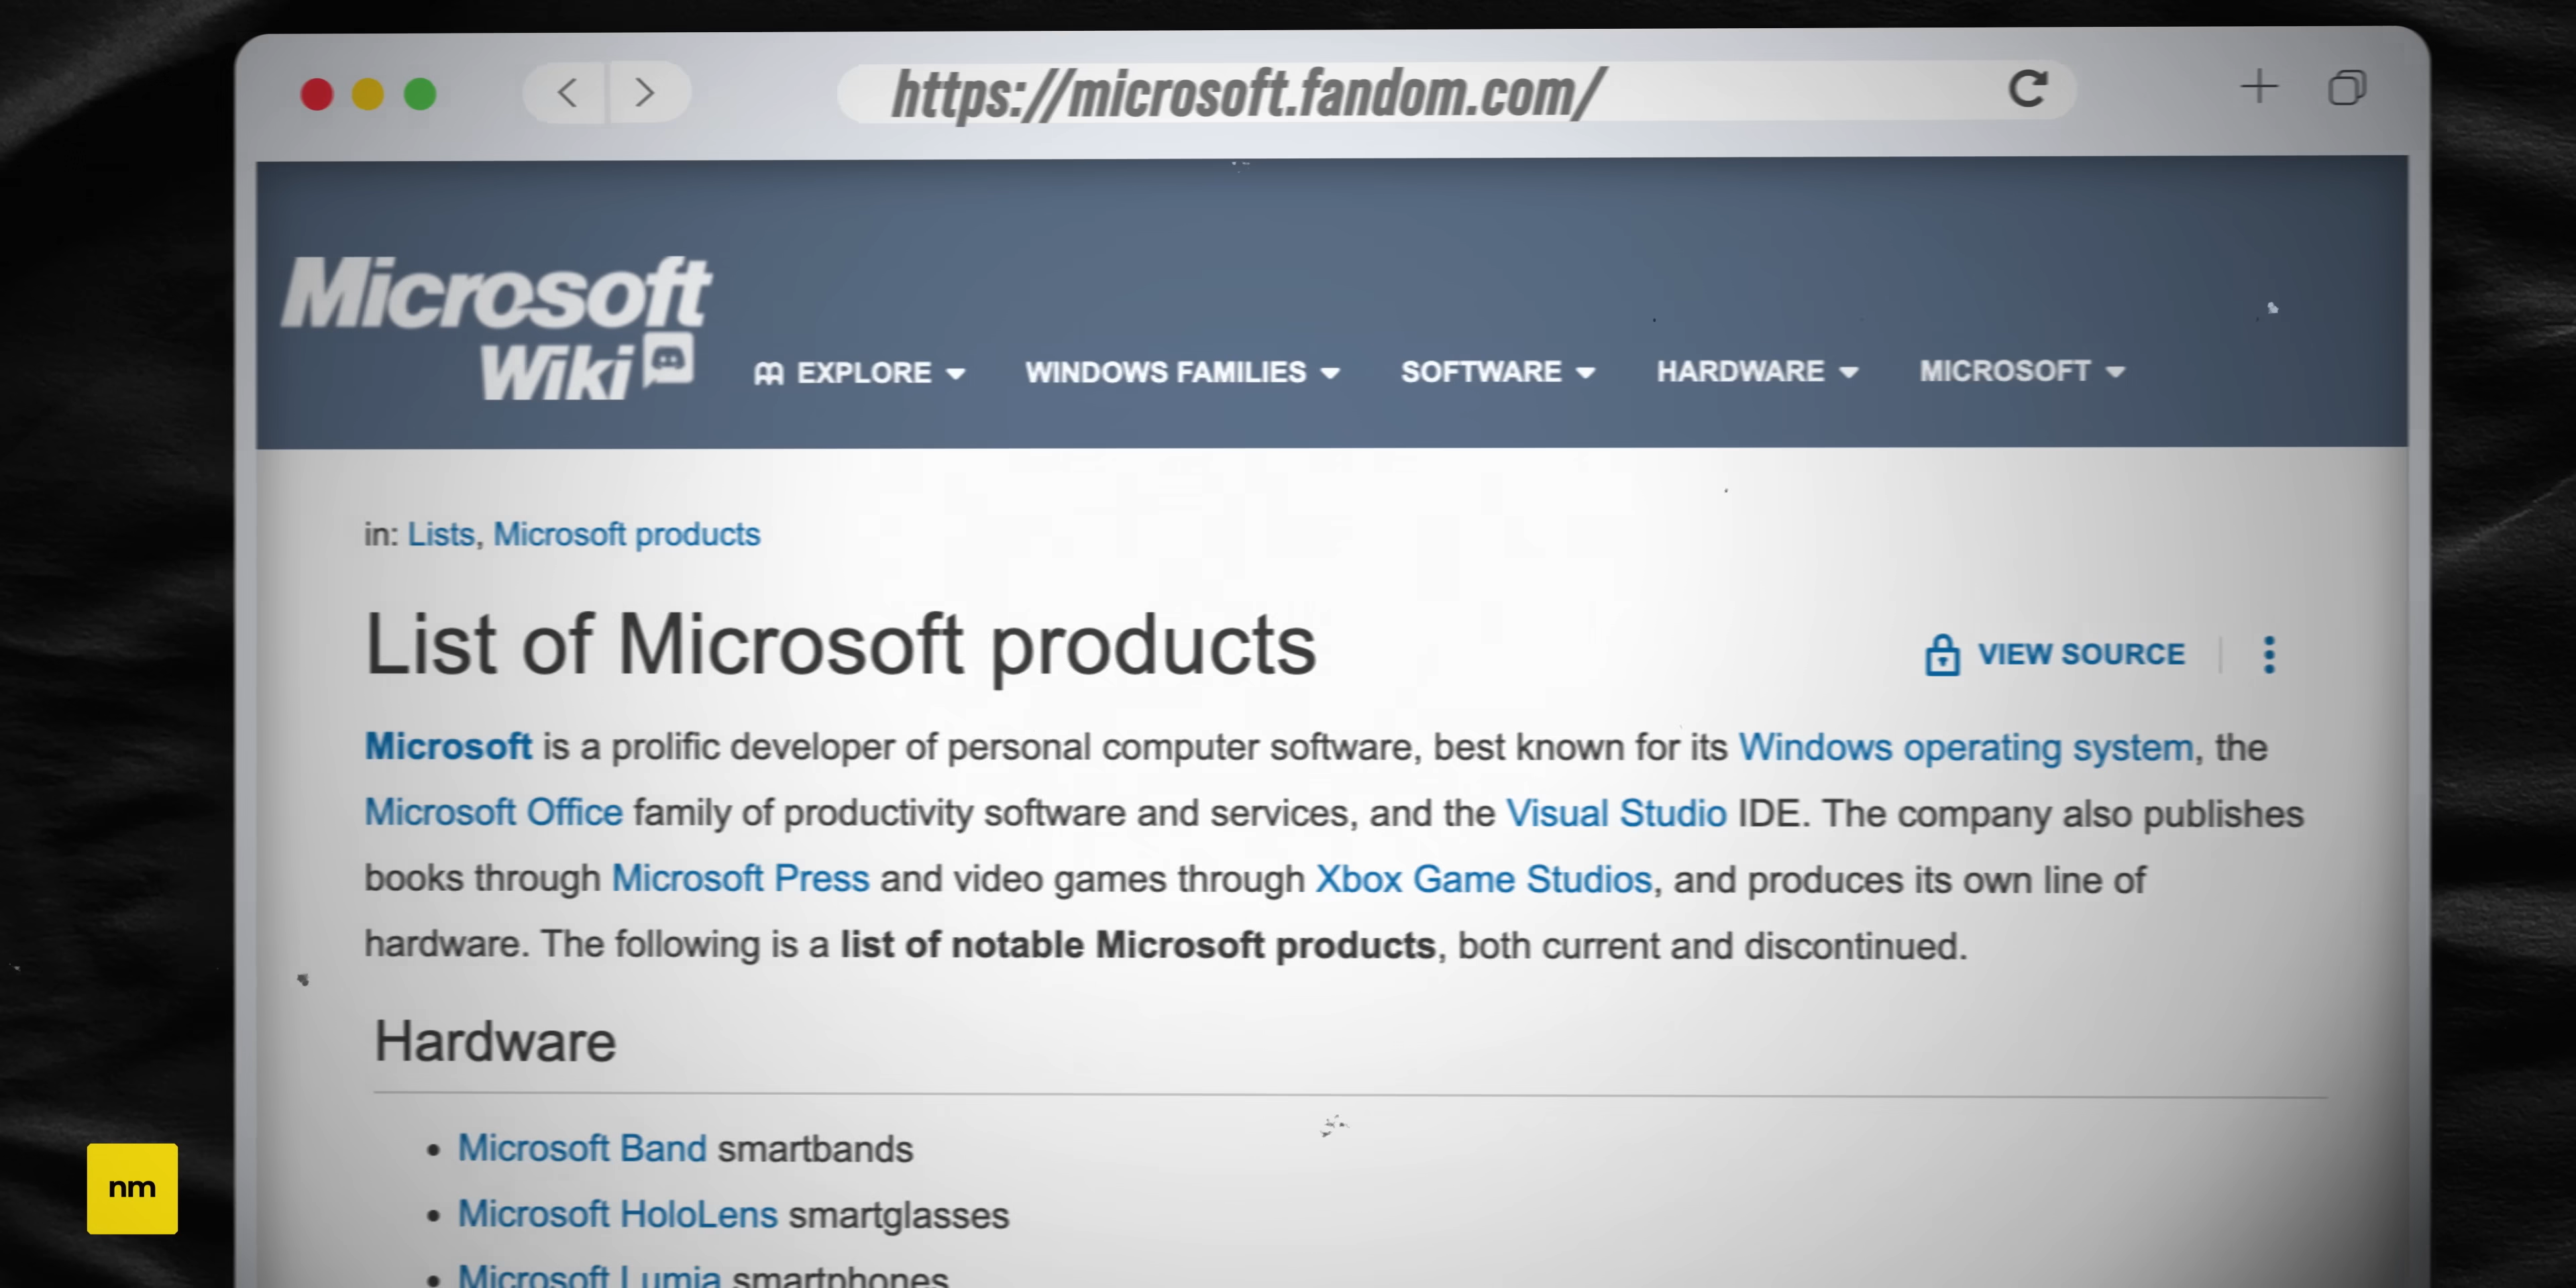 https://microsoft.fandom.com/
Microsoft
Wiki
EXPLORE
WINDOWS FAMILIES
SOFTWARE
HARDWARE
MICROSOFT
in: Lists, Microsoft products
List of Microsoft products
VIEW SOURCE
Microsoft is a prolific developer of personal computer software, best known for its Windows operating system, the
Microsoft Office family of productivity software and services, and the Visual Studio IDE. The company also publishes
books through Microsoft Press and video games through Xbox Game Studios, and produces its own line of
hardware. The following is a list of notable Microsoft products, both current and discontinued.
Hardware
• Microsoft Band smartbands
• Microsoft HoloLens smartglasses
• Microsoft Lumia smartphones
nm